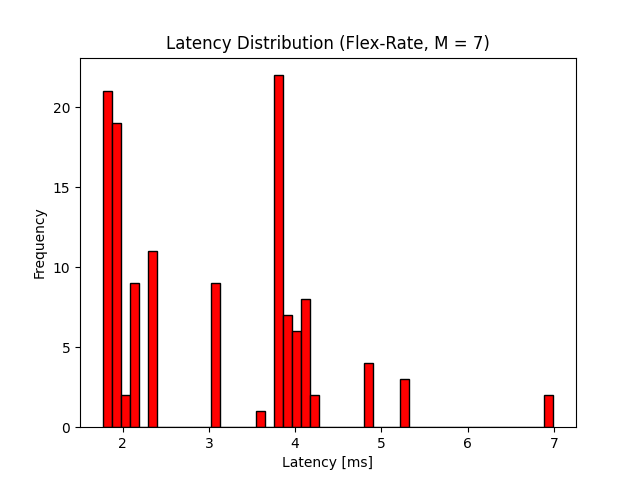 Latency Distribution (Flex-Rate, M = 7)
Frequency
20
15
10
5
0
2 3 4 5 6 7
Latency [ms]